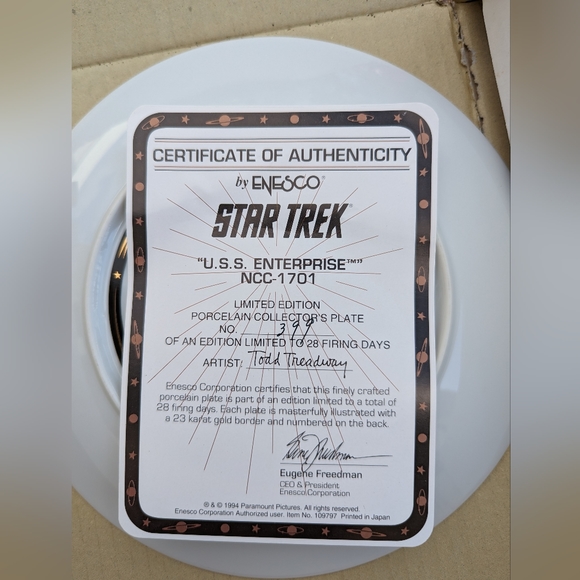 CERTIFICATE OF AUTHENTICITY
by ENESCO®
STAR TREK®
"U.S.S. ENTERPRISE™"
NCC-1701
LIMITED EDITION
PORCELAIN COLLECTOR'S PLATE
NO. 399
OF AN EDITION LIMITED TO 28 FIRING DAYS
ARTIST: Todd Treadway
Enesco Corporation certifies that this finely crafted
porcelain plate is part of an edition limited to a total of
28 firing days. Each plate is masterfully illustrated with
a 23 karat gold border and numbered on the back.
Eugene Freedman
Eugene Freedman
CEO & President
Enesco Corporation
® & © 1994 Paramount Pictures. All rights reserved.
Enesco Corporation Authorized user. Item No. 109797 Printed in Japan